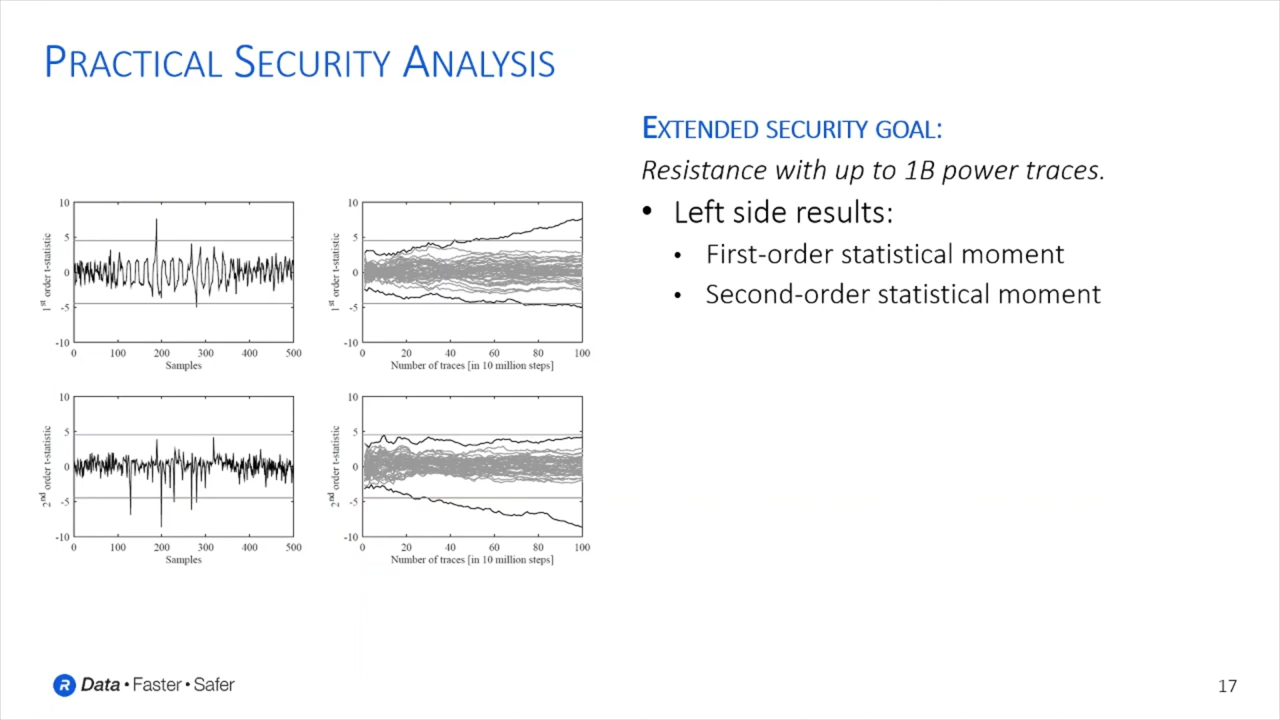 PRACTICAL SECURITY ANALYSIS
EXTENDED SECURITY GOAL:
Resistance with up to 1B power traces.
• Left side results:
• First-order statistical moment
• Second-order statistical moment
10
5
0
-5
-10
1st order t-statistic
0 100 200 300 400 500
Samples
10
5
0
-5
-10
1st order t-statistic
0 20 40 60 80 100
Number of traces [in 10 million steps]
10
5
0
-5
-10
2nd order t-statistic
0 100 200 300 400 500
Samples
10
5
0
-5
-10
2nd order t-statistic
0 20 40 60 80 100
Number of traces [in 10 million steps]
R Data • Faster • Safer
17